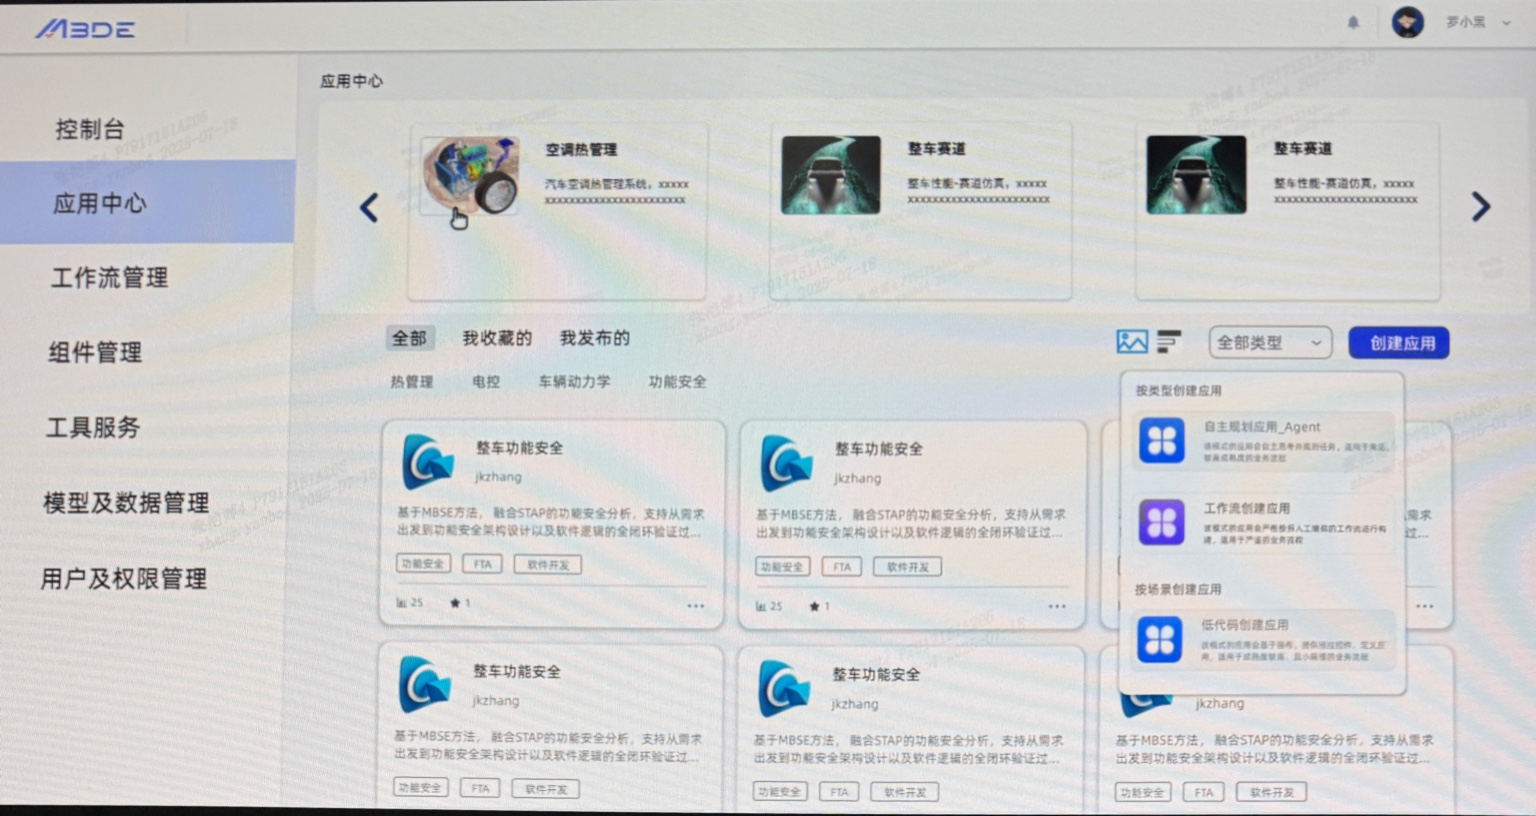 MBDE
罗小黑
应用中心
控制台
应用中心
工作流管理
组件管理
工具服务
模型及数据管理
用户及权限管理
空调热管理
汽车空调热管理系统，xxxxx
xxxxxxxxxxxxxxxxxxxxxxx
整车赛道
整车性能-赛道仿真，xxxxx
xxxxxxxxxxxxxxxxxxxxxxx
整车赛道
整车性能-赛道仿真，xxxxx
xxxxxxxxxxxxxxxxxxxxxxx
全部 我收藏的 我发布的
全部类型
创建应用
热管理 电控 车辆动力学 功能安全
按类型创建应用
自主规划应用_Agent
工作流创建应用
按场景创建应用
低代码创建应用
整车功能安全
jkzhang
基于MBSE方法， 融合STAP的功能安全分析，支持从需求
出发到功能安全架构设计以及软件逻辑的全闭环验证过...
功能安全 FTA 软件开发
25 1
整车功能安全
jkzhang
基于MBSE方法， 融合STAP的功能安全分析，支持从需求
出发到功能安全架构设计以及软件逻辑的全闭环验证过...
功能安全 FTA 软件开发
25 1
需求
过...
整车功能安全
jkzhang
基于MBSE方法， 融合STAP的功能安全分析，支持从需求
出发到功能安全架构设计以及软件逻辑的全闭环验证过...
功能安全 FTA 软件开发
整车功能安全
jkzhang
基于MBSE方法， 融合STAP的功能安全分析，支持从需求
出发到功能安全架构设计以及软件逻辑的全闭环验证过...
功能安全 FTA 软件开发
jkzhang
基于MBSE方法， 融合STAP的功能安全分析，支持从需求
出发到功能安全架构设计以及软件逻辑的全闭环验证过...
功能安全 FTA 软件开发